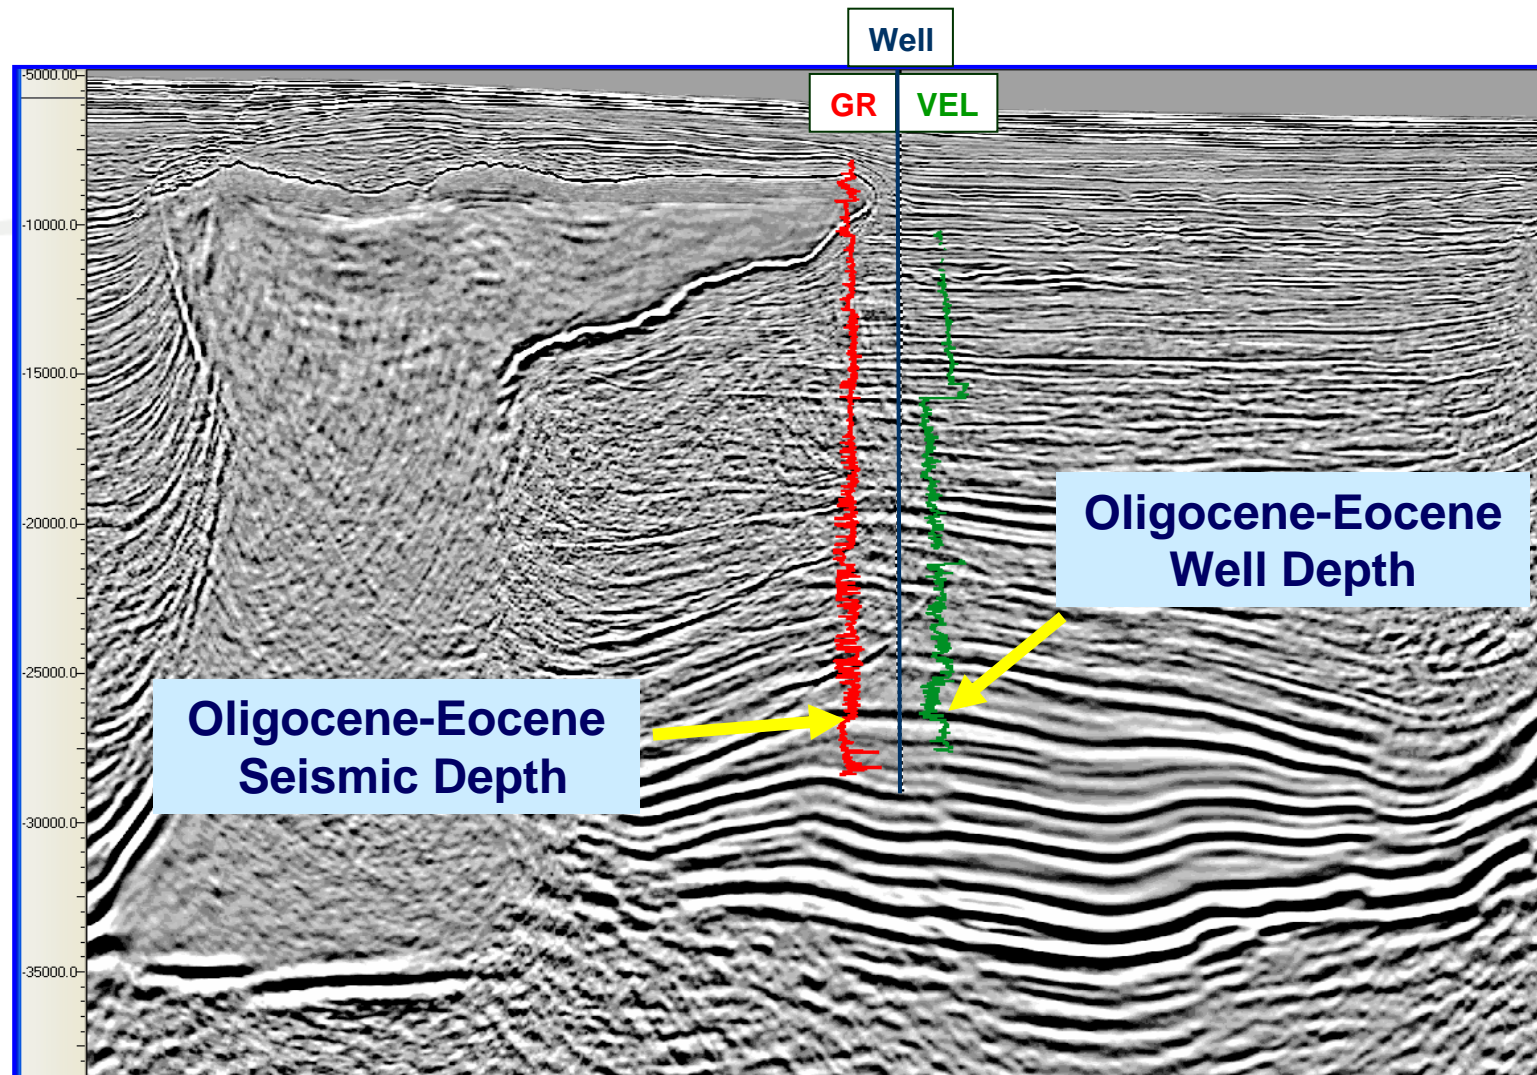 Well
GR
VEL
-5000.00
-10000.0
-15000.0
-20000.0
-25000.0
-30000.0
-35000.0
Oligocene-Eocene
Well Depth
Oligocene-Eocene
Seismic Depth